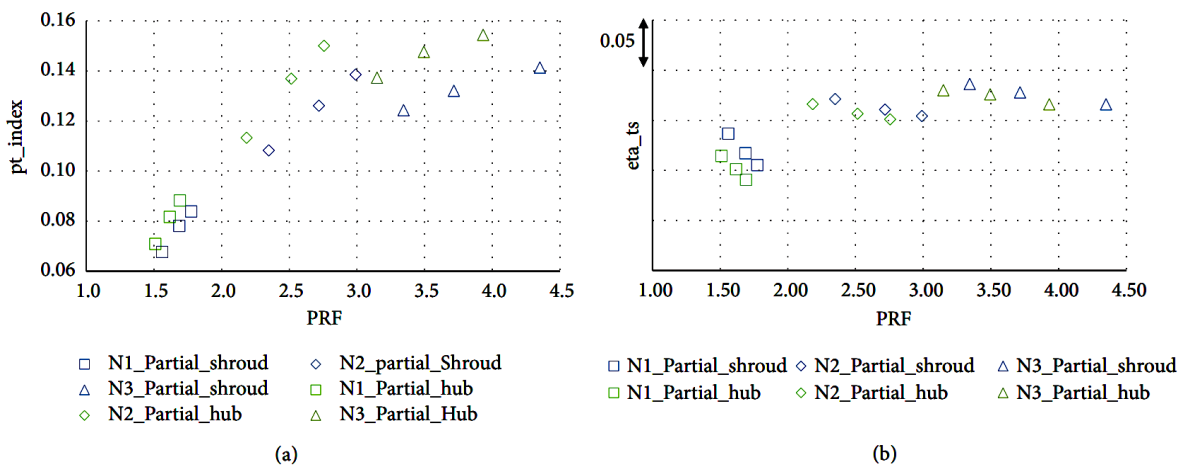 0.16
0.14
0.12
0.10
0.08
0.06
pt_index
1.0 1.5 2.0 2.5 3.0 3.5 4.0 4.5
PRF
N1_Partial_shroud N2_partial_Shroud
N3_Partial_shroud N1_Partial_hub
N2_Partial_hub N3_Partial_Hub
(a)
0.05
eta_ts
1.00 1.50 2.00 2.50 3.00 3.50 4.00 4.50
PRF
N1_Partial_shroud N2_Partial_shroud N3_Partial_shroud
N1_Partial_hub N2_Partial_hub N3_Partial_hub
(b)